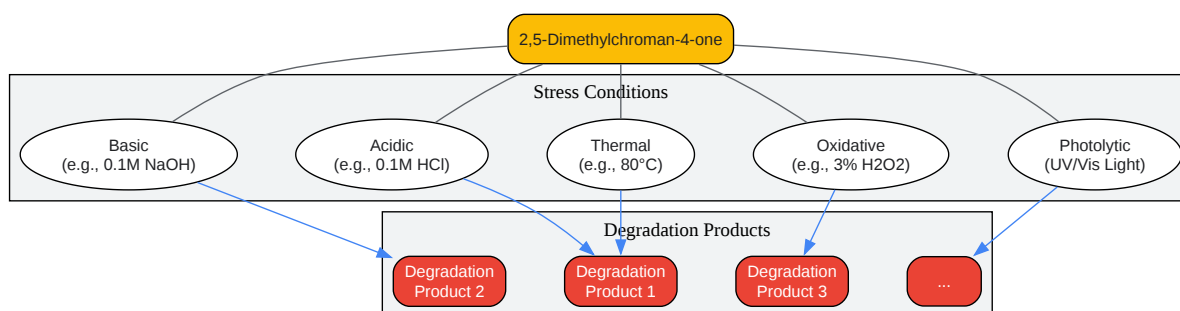 2,5-Dimethylchroman-4-one
Stress Conditions
Basic
(e.g., 0.1M NaOH)
Acidic
(e.g., 0.1M HCl)
Thermal
(e.g., 80°C)
Oxidative
(e.g., 3% H2O2)
Photolytic
(UV/Vis Light)
Degradation Products
Degradation
Product 2
Degradation
Product 1
Degradation
Product 3
...